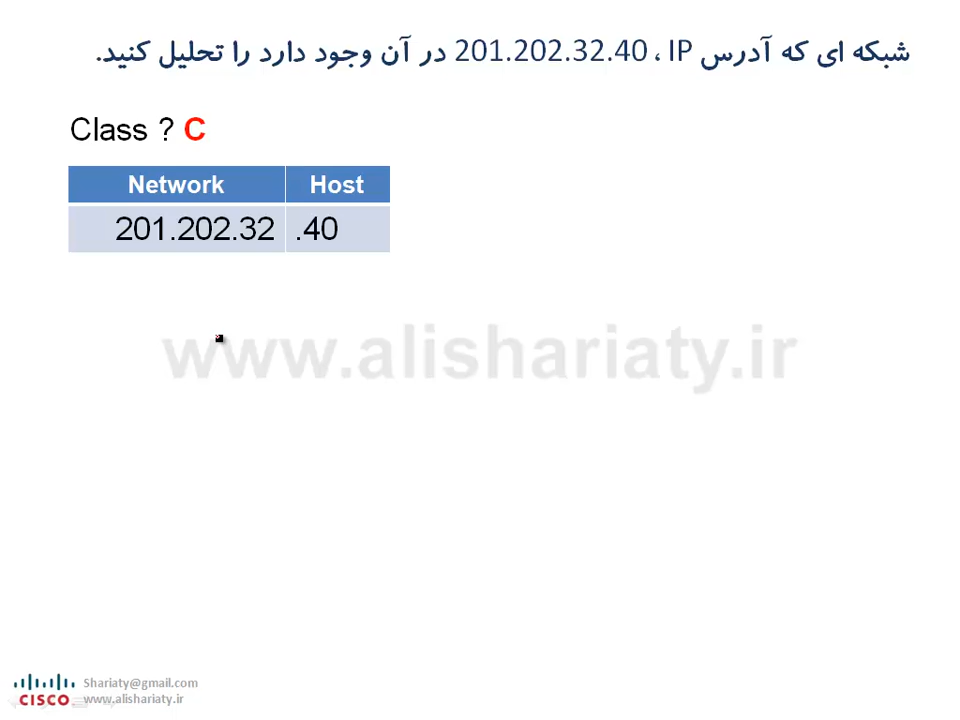 شبکه ای که آدرس IP ، 201.202.32.40 در آن وجود دارد را تحلیل کنید.
Class ? C
Network Host
201.202.32 .40
www.alishariaty.ir
Shariaty@gmail.com
CISCO www.alishariaty.ir